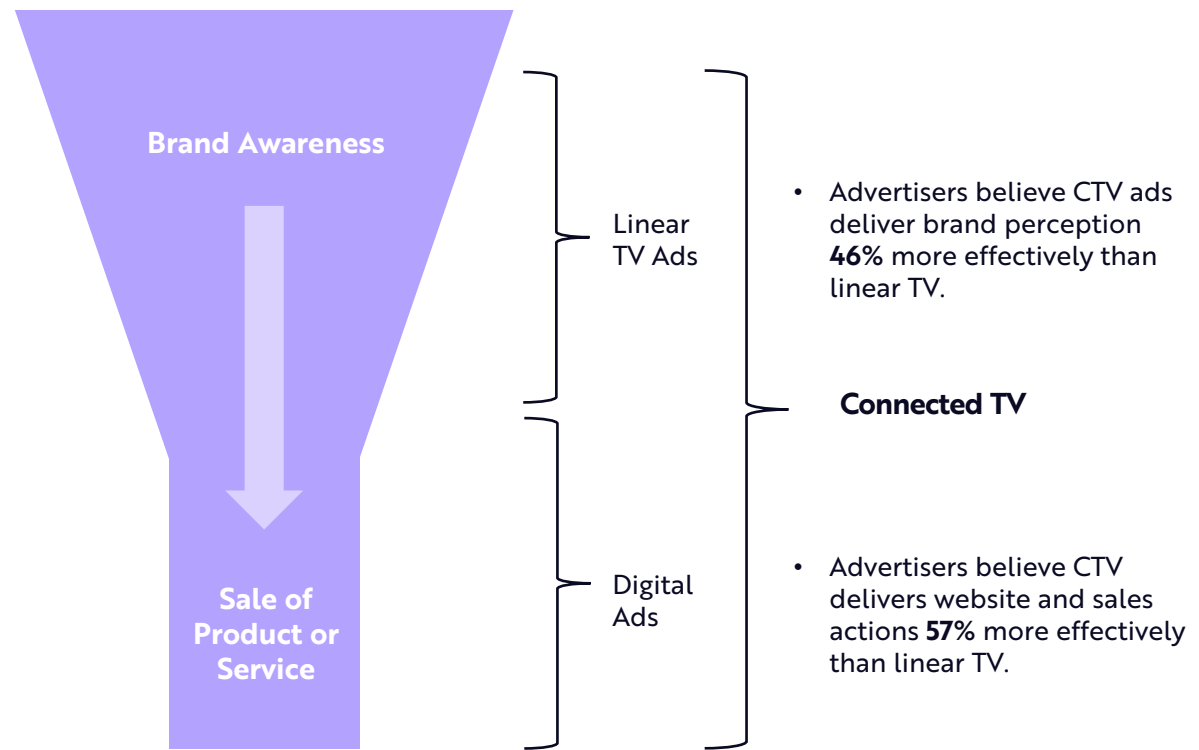 Brand Awareness
Sale of
Product or
Service
Linear
TV Ads
Digital
Ads
• Advertisers believe CTV ads
deliver brand perception
46% more effectively than
linear TV.
Connected TV
• Advertisers believe CTV
delivers website and sales
actions 57% more effectively
than linear TV.